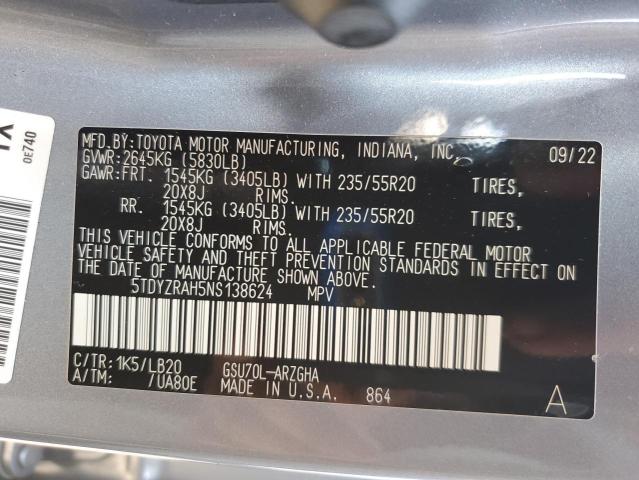 MFD.BY:TOYOTA MOTOR MANUFACTURING, INDIANA, INC. 09/22
GVWR:2645KG (5830LB)
GAWR:FRT. 1545KG (3405LB) WITH 235/55R20 TIRES,
20X8J RIMS.
RR. 1545KG (3405LB) WITH 235/55R20 TIRES,
20X8J RIMS.
THIS VEHICLE CONFORMS TO ALL APPLICABLE FEDERAL MOTOR
VEHICLE SAFETY AND THEFT PREVENTION STANDARDS IN EFFECT ON
THE DATE OF MANUFACTURE SHOWN ABOVE.
5TDYZRAH5NS138624 MPV
C/TR:1K5/LB20 GSU70L-ARZGHA
A/TM: /UA80E MADE IN U.S.A. 864 A
0E740